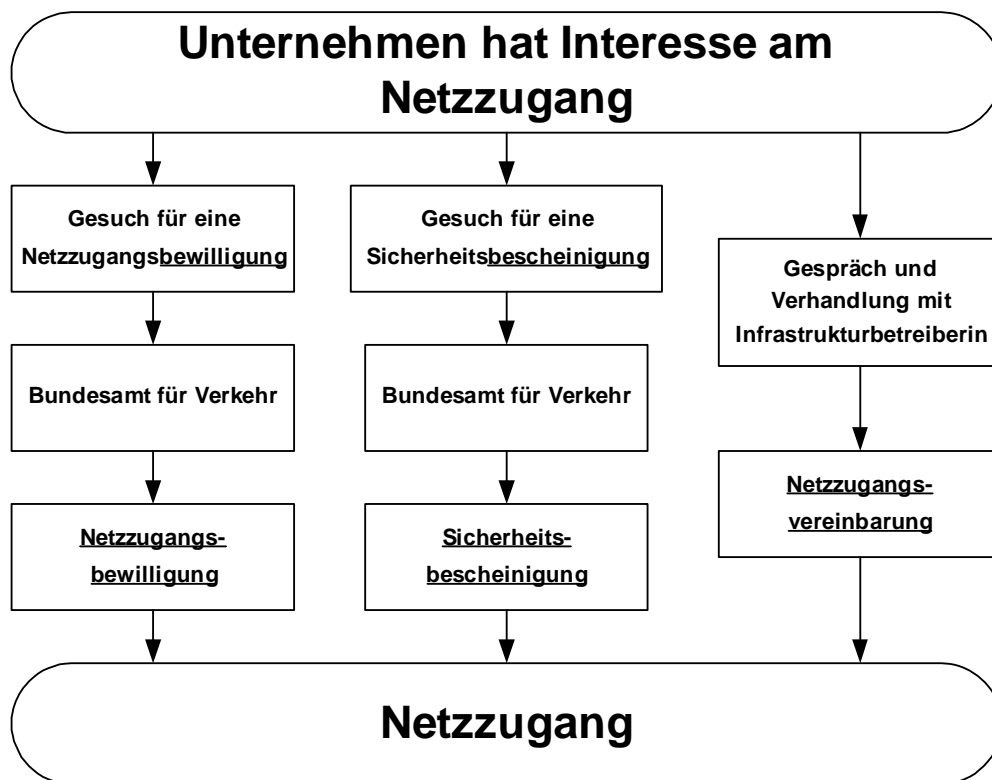 Unternehmen hat Interesse am
Netzzugang
Gesuch für eine
Netzzugangsbewilligung
Bundesamt für Verkehr
Netzzugangs-
bewilligung
Gesuch für eine
Sicherheitsbescheinigung
Bundesamt für Verkehr
Sicherheits-
bescheinigung
Gespräch und
Verhandlung mit
Infrastrukturbetreiberin
Netzzugangs-
vereinbarung
Netzzugang